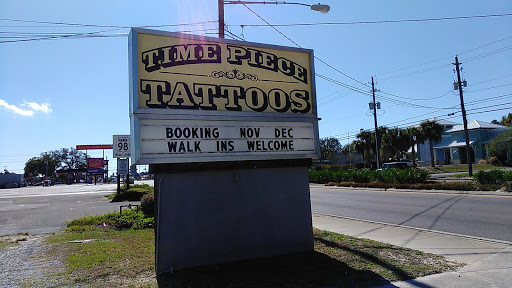 TIME PIECE
TATTOOS
BOOKING NOV DEC
WALK INS WELCOME
98